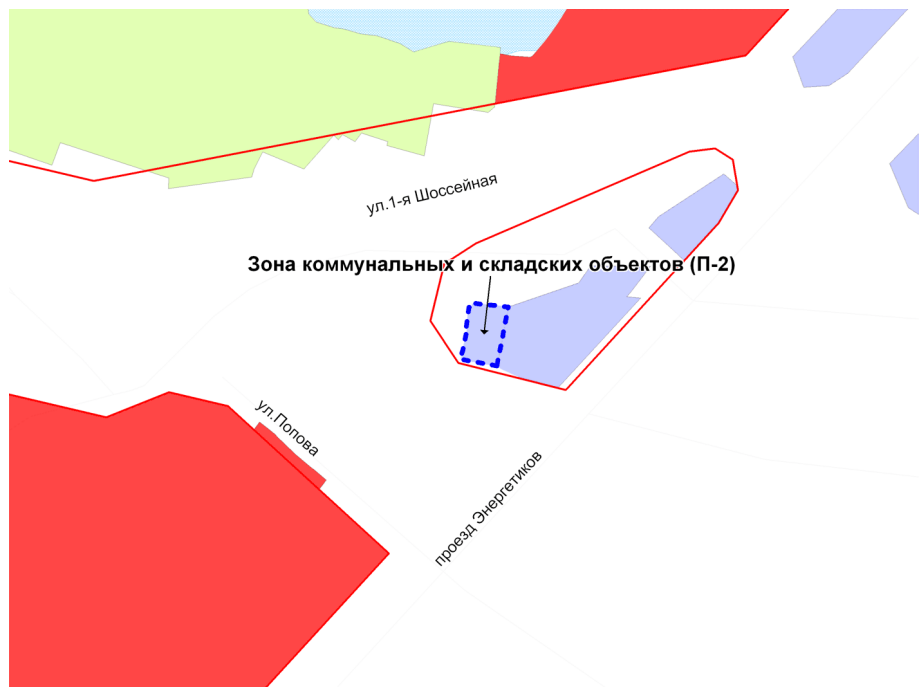 ул.1-я Шоссейная
Зона коммунальных и складских объектов (П-2)
ул.Попова
проезд Энергетиков